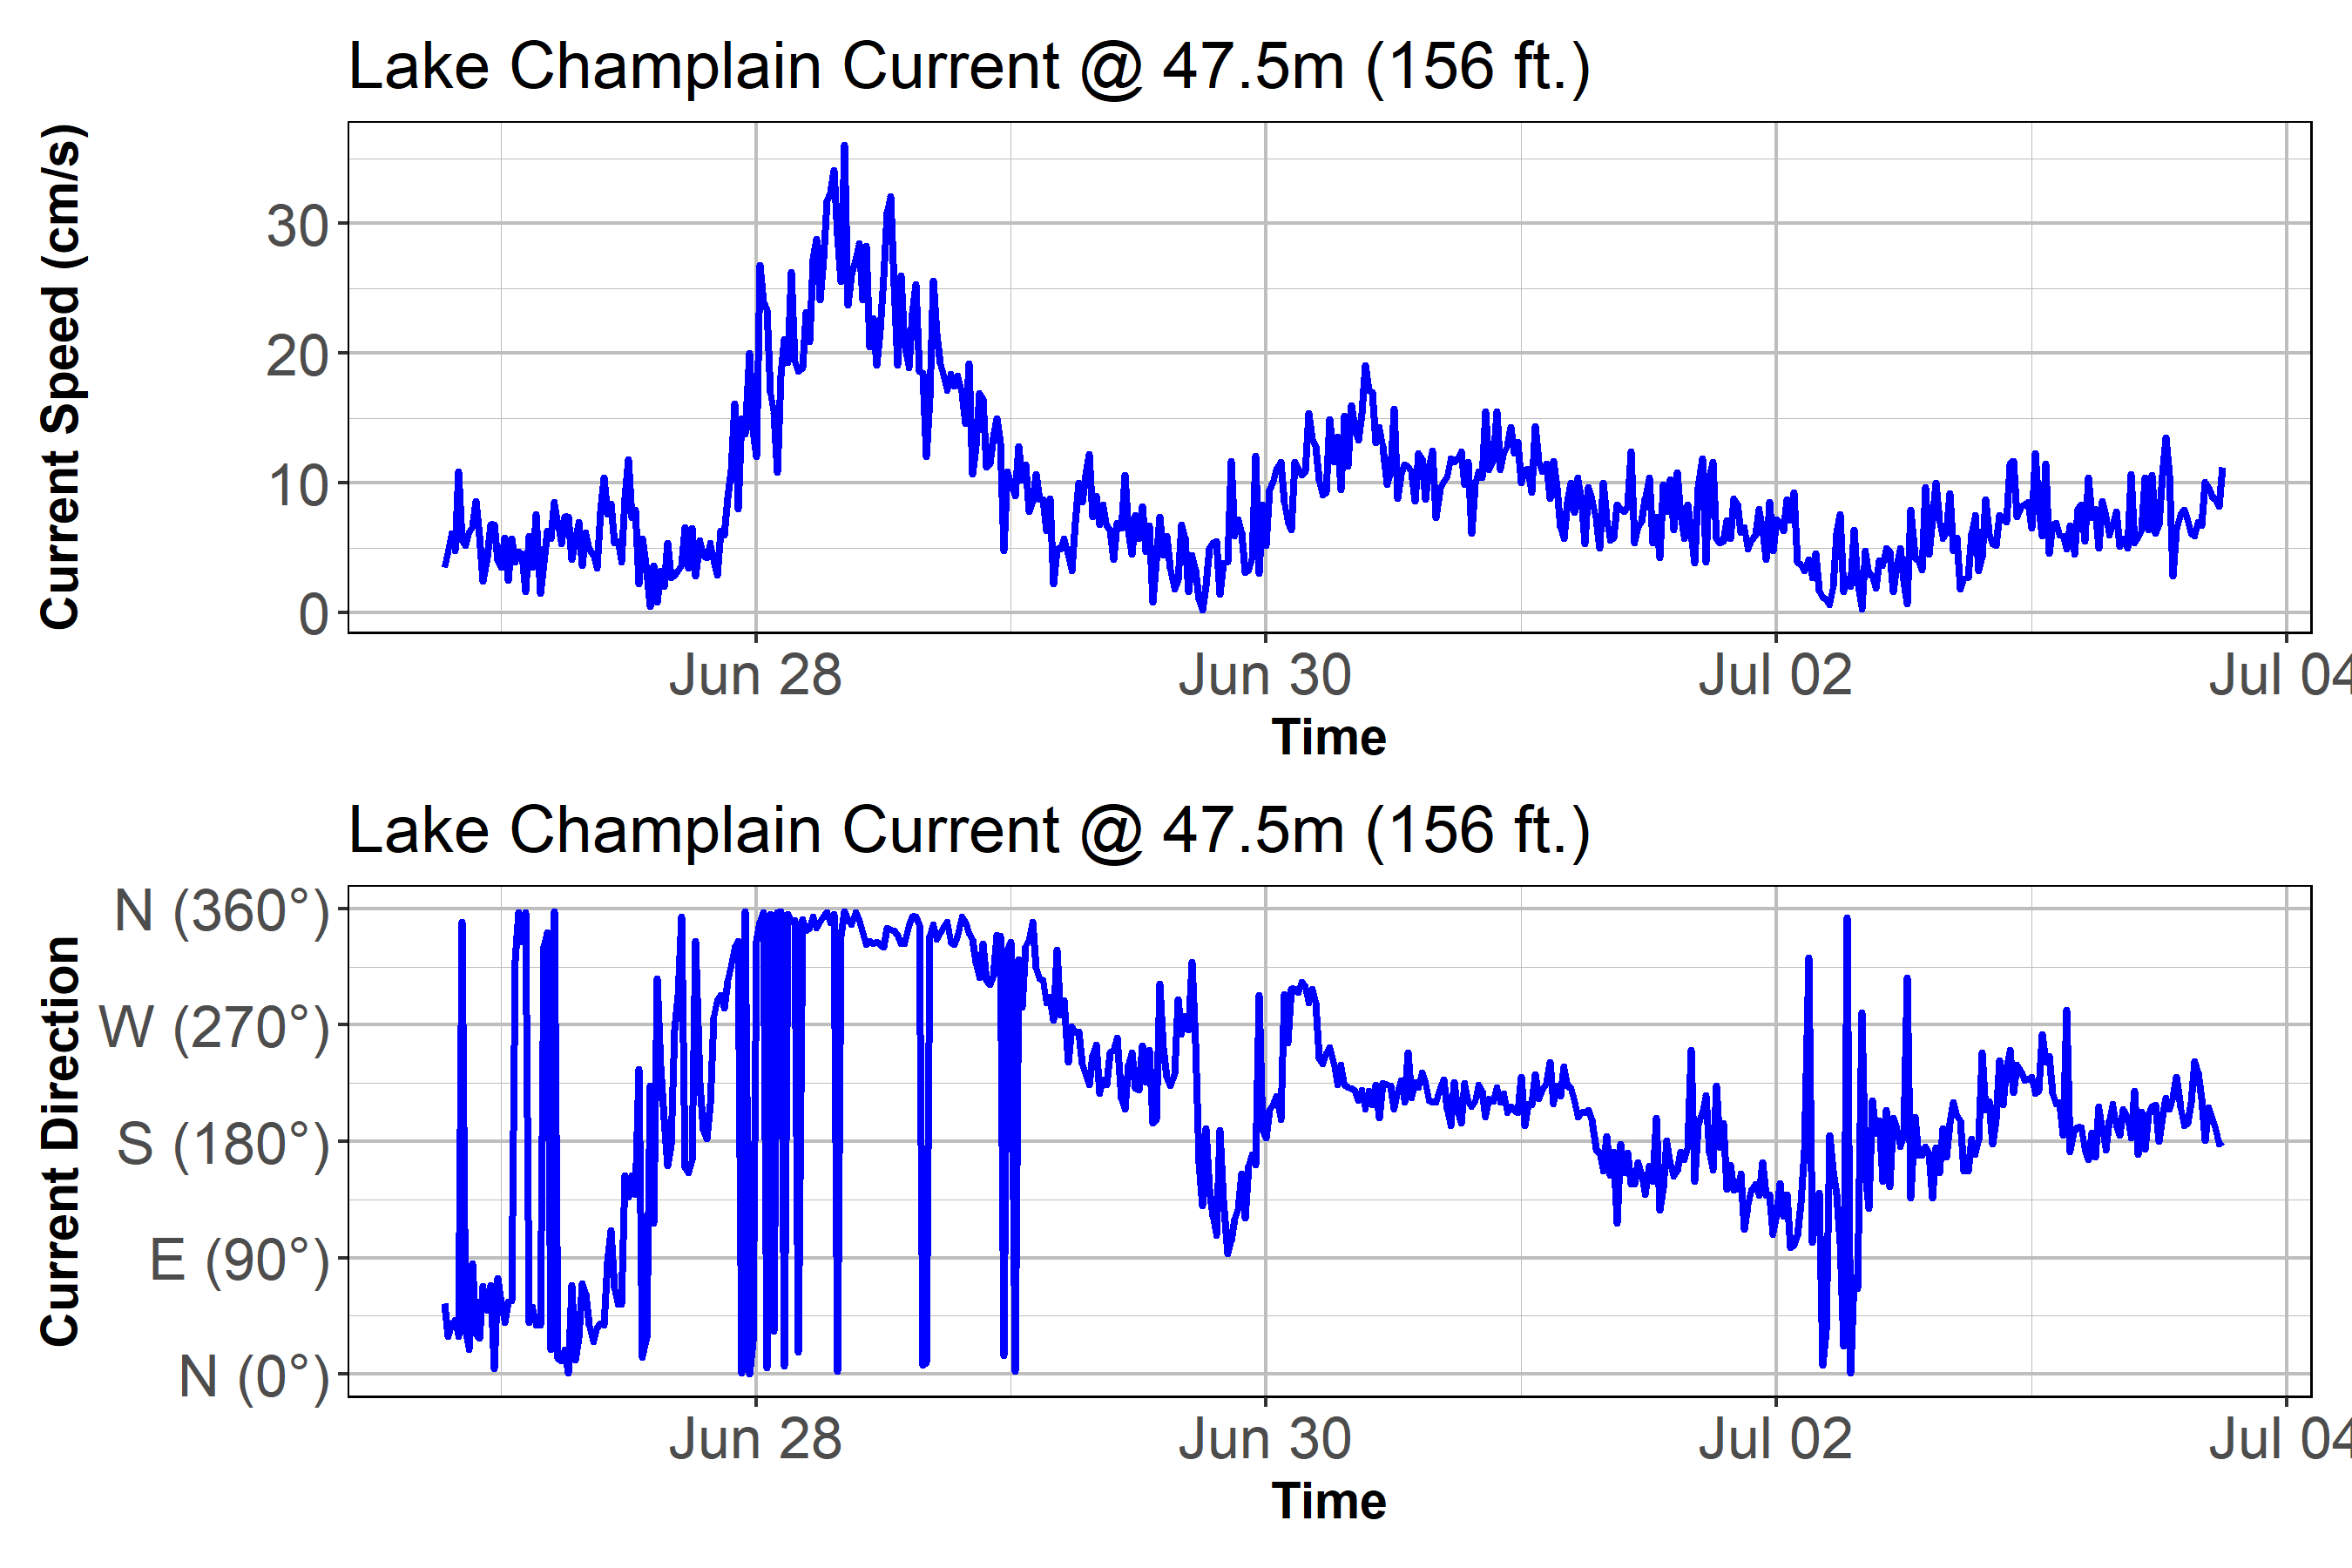 Lake Champlain Current @ 47.5m (156 ft.)
Current Speed (cm/s)
30
20
10
0
Jun 28 Jun 30 Jul 02 Jul 04
Time
Lake Champlain Current @ 47.5m (156 ft.)
Current Direction
N (360°)
W (270°)
S (180°)
E (90°)
N (0°)
Jun 28 Jun 30 Jul 02 Jul 04
Time